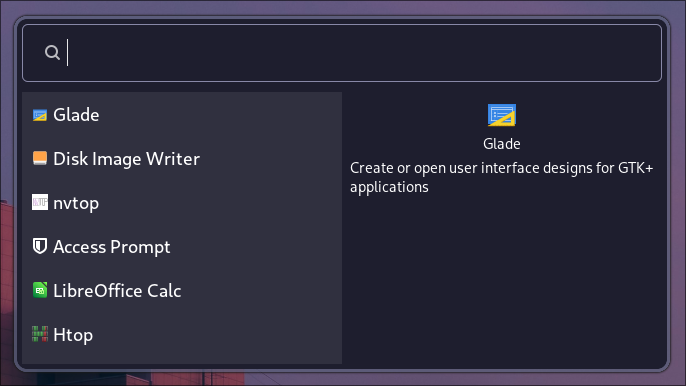 Glade
Disk Image Writer
nvtop
Access Prompt
LibreOffice Calc
Htop
Glade
Create or open user interface designs for GTK+
applications